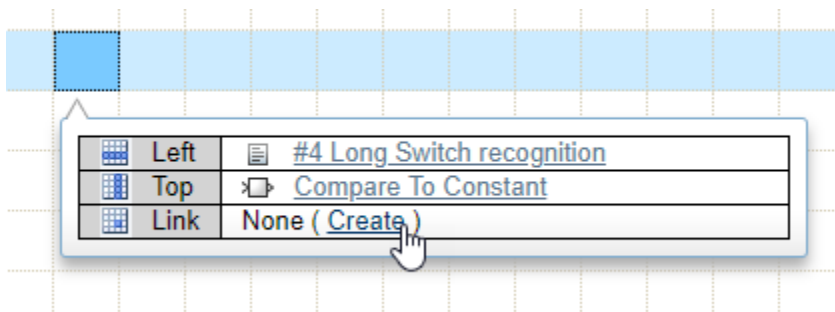 Left #4 Long Switch recognition
Top Compare To Constant
Link None ( Create )